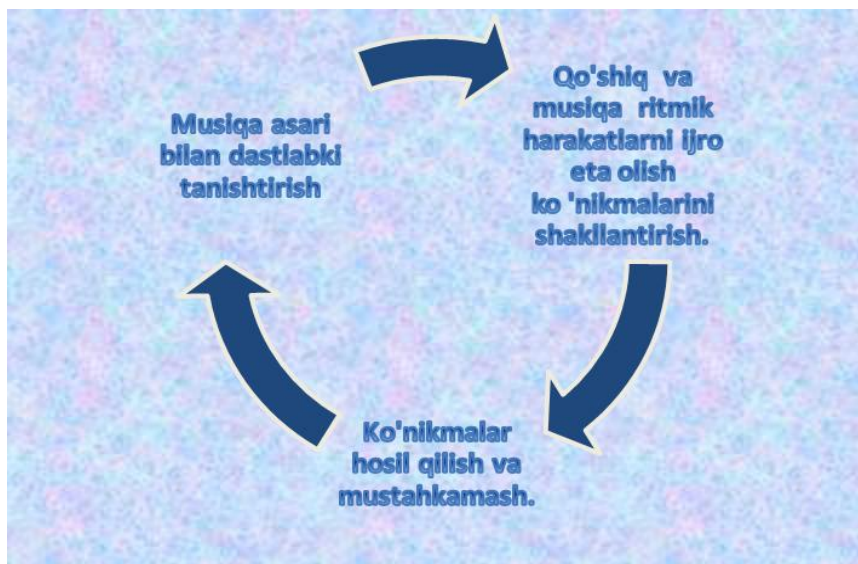 Musiqa asari
bilan dastlabki
tanishtirish
Qo'shiq va
musiqa ritmik
harakatlarni ijro
eta olish
ko 'nikmalarini
shakllantirish.
Ko'nikmalar
hosil qilish va
mustahkamash.